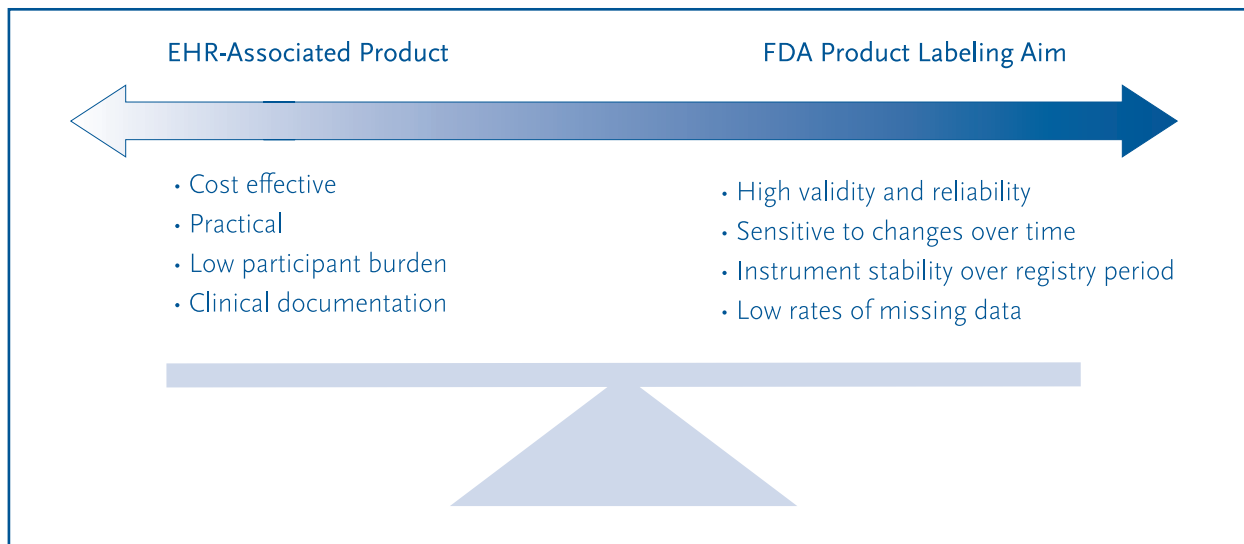 EHR-Associated Product
FDA Product Labeling Aim
• Cost effective
• Practical
• Low participant burden
• Clinical documentation
• High validity and reliability
• Sensitive to changes over time
• Instrument stability over registry period
• Low rates of missing data